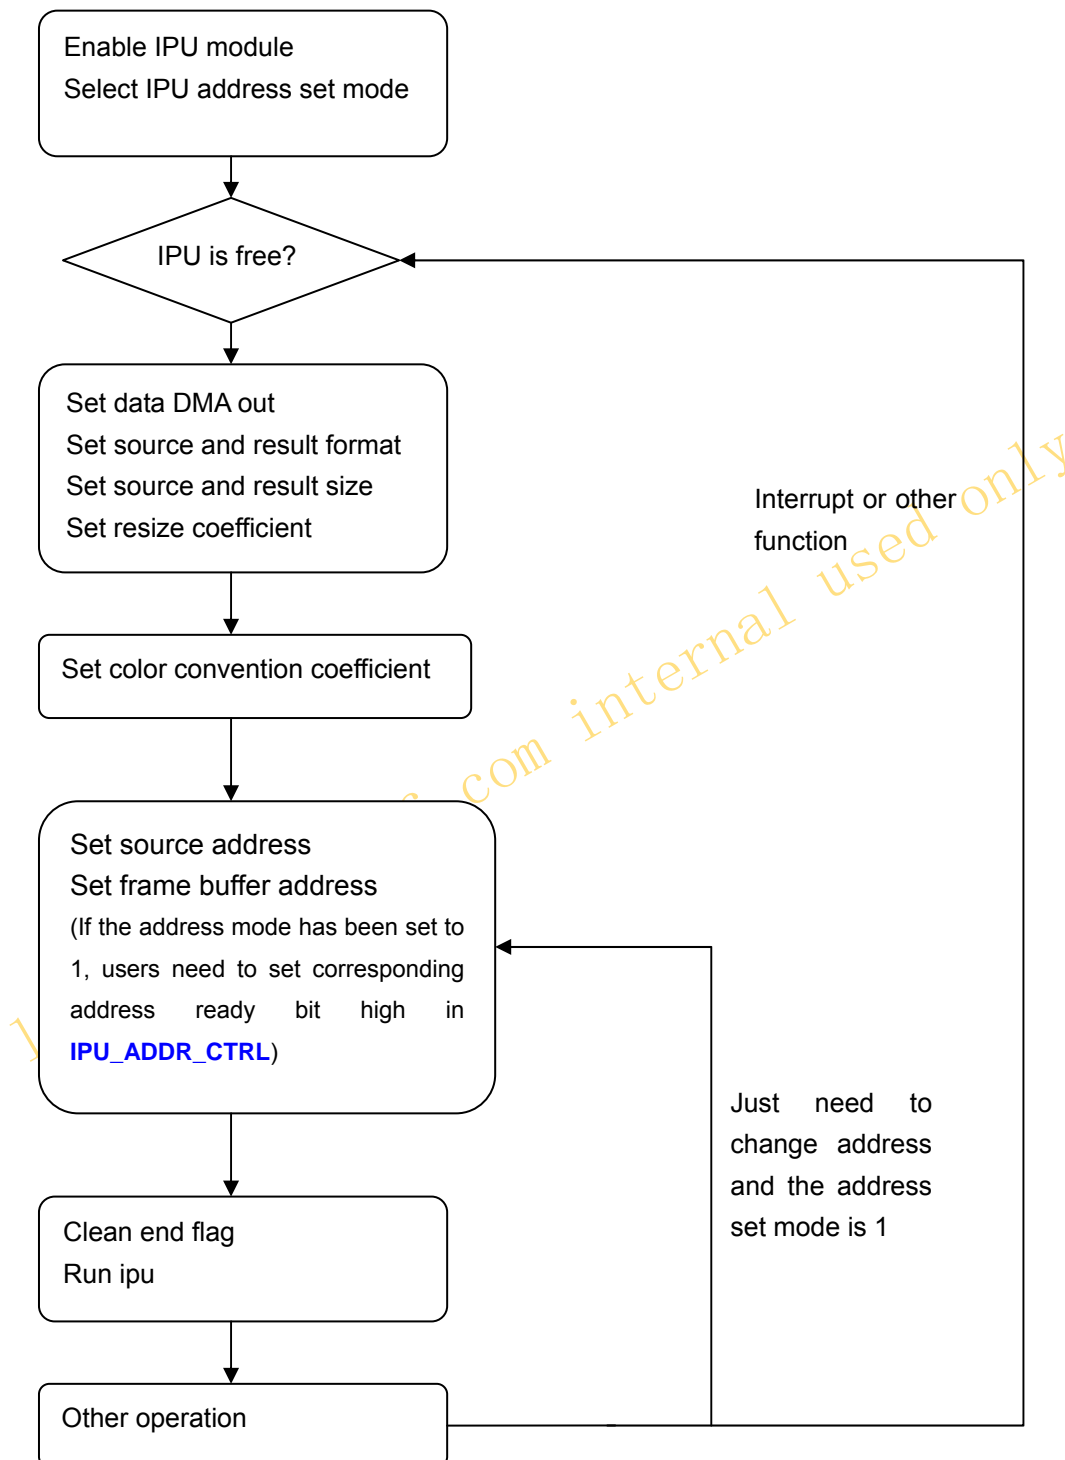 Enable IPU module
Select IPU address set mode
IPU is free?
Set data DMA out
Set source and result format
Set source and result size
Set resize coefficient
Interrupt or other
function
Set color convention coefficient
Set source address
Set frame buffer address
(If the address mode has been set to
1, users need to set corresponding
address ready bit high in
IPU_ADDR_CTRL)
Just need to
change address
and the address
set mode is 1
Clean end flag
Run ipu
Other operation
com internal used only